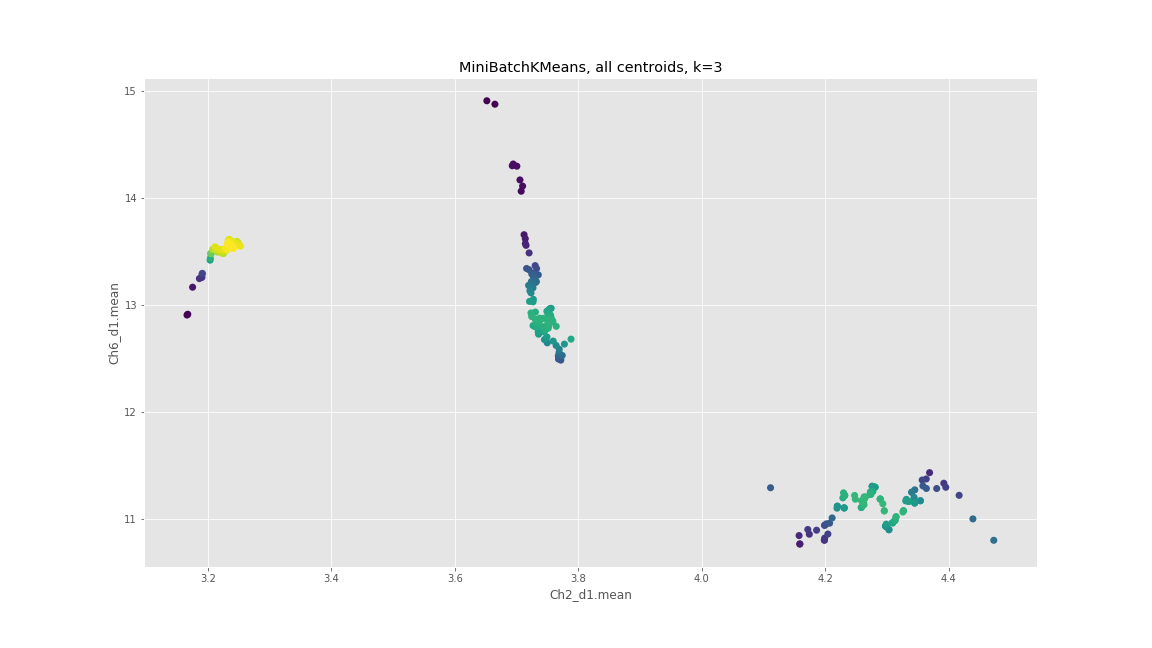 MiniBatchKMeans, all centroids, k=3
15
14
13
12
11
Ch6_d1.mean
3.2 3.4 3.6 3.8 4.0 4.2 4.4
Ch2_d1.mean